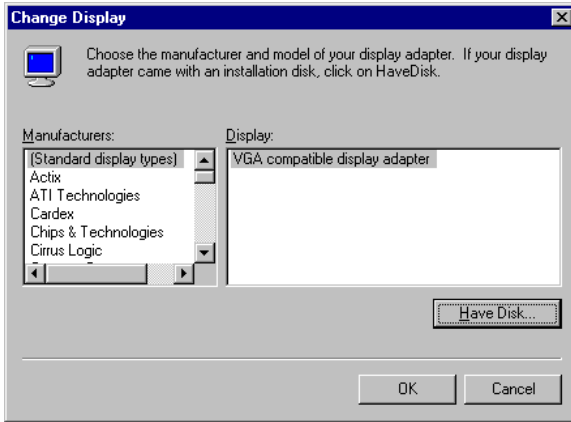 Change Display
Choose the manufacturer and model of your display adapter. If your display
adapter came with an installation disk, click on HaveDisk.
Manufacturers:
(Standard display types)
Actix
ATI Technologies
Cardex
Chips & Technologies
Cirrus Logic
Display:
VGA compatible display adapter
Have Disk...
OK
Cancel